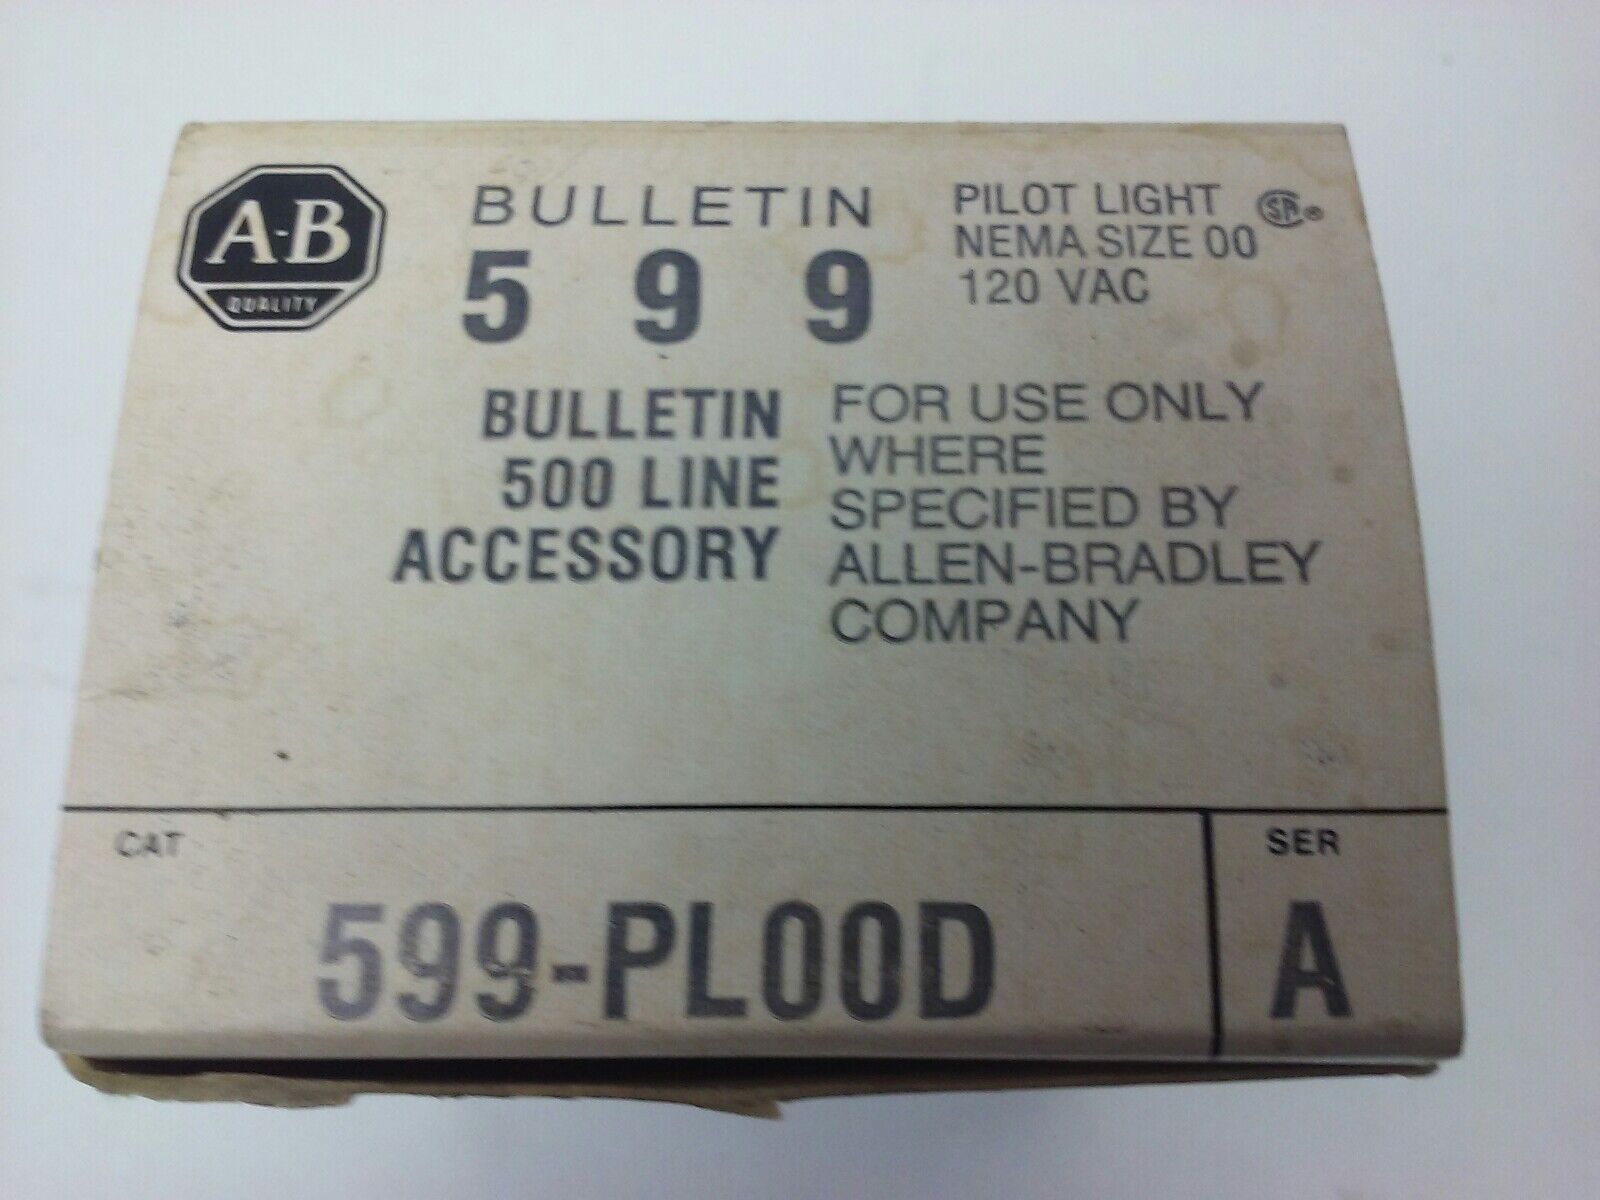 A-B
QUALITY
BULLETIN
5 9 9
PILOT LIGHT
NEMA SIZE 00
120 VAC
SA®
BULLETIN
500 LINE
ACCESSORY
FOR USE ONLY
WHERE
SPECIFIED BY
ALLEN-BRADLEY
COMPANY
CAT
599-PL00D
SER
A